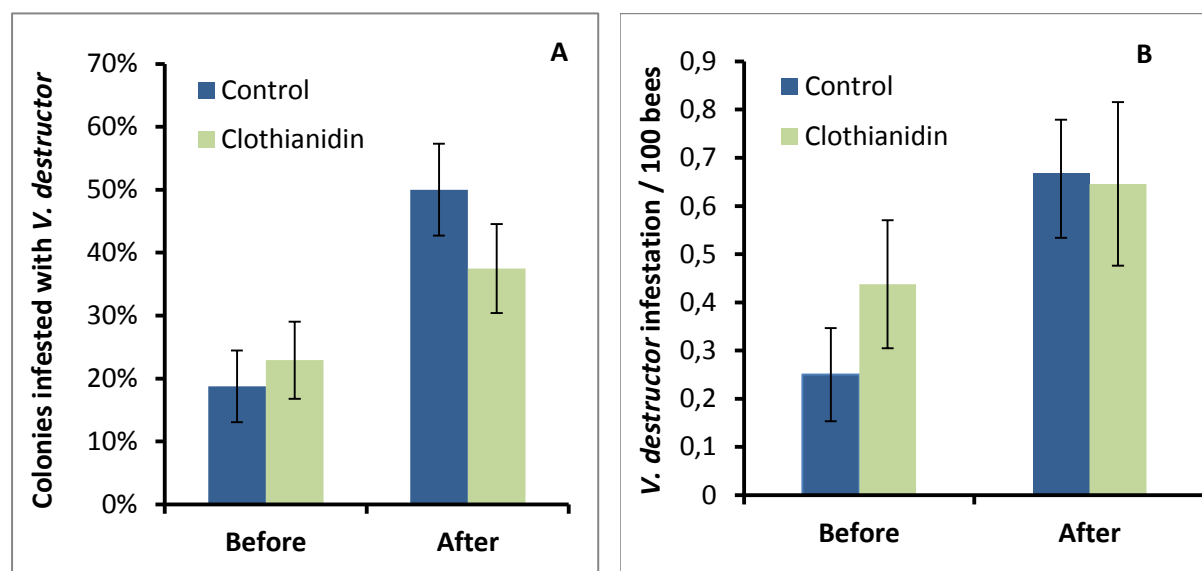 A
Colonies infested with V. destructor
70%
60%
50%
40%
30%
20%
10%
0%
Control
Clothianidin
Before After
B
V. destructor infestation / 100 bees
0,9
0,8
0,7
0,6
0,5
0,4
0,3
0,2
0,1
0
Control
Clothianidin
Before After